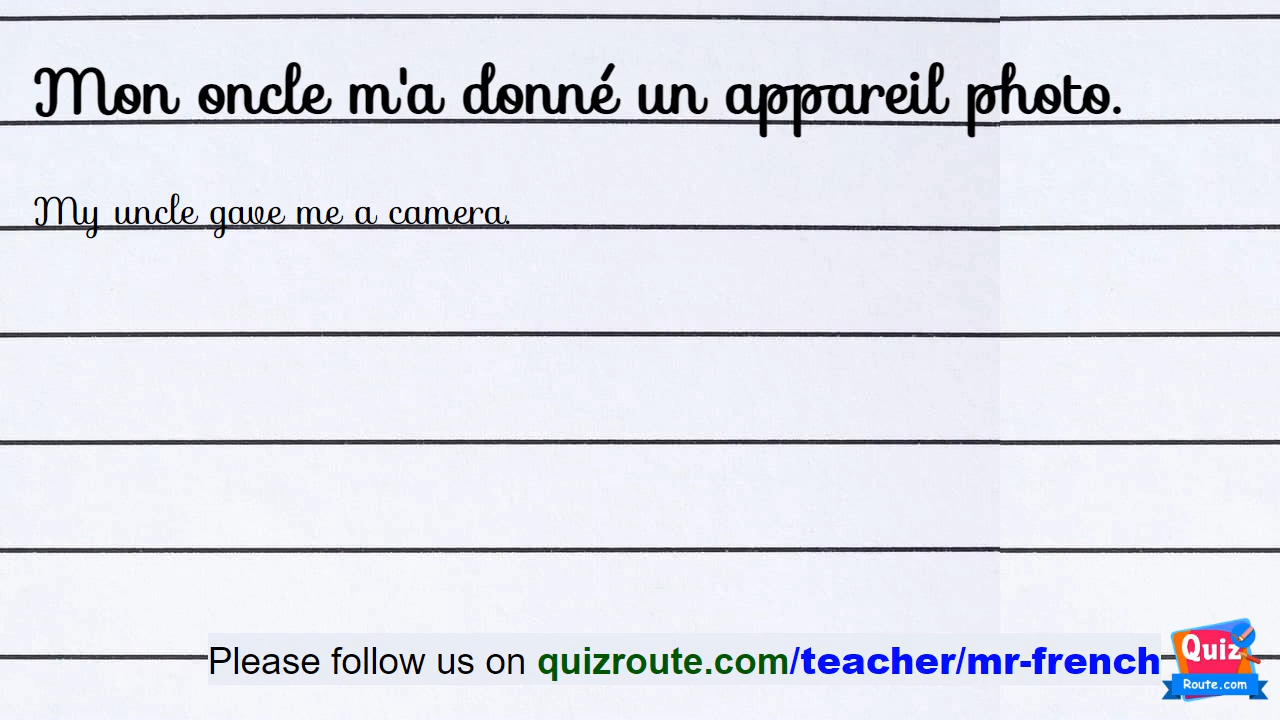 Mon oncle m'a donné un appareil photo.
My uncle gave me a camera.
Please follow us on quizroute.com/teacher/mr-french
Quiz
Route.com